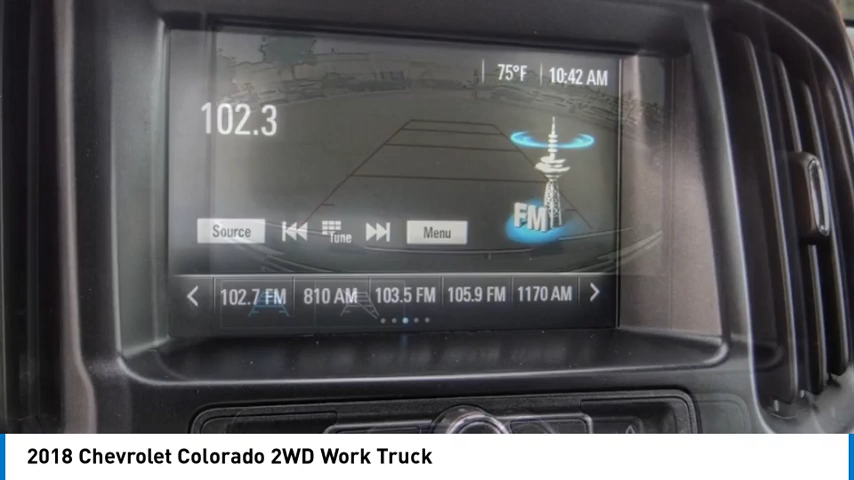 75°F 10:42 AM
102.3
FM
Source Tune Menu
102.7 FM 810 AM 103.5 FM 105.9 FM 1170 AM
2018 Chevrolet Colorado 2WD Work Truck